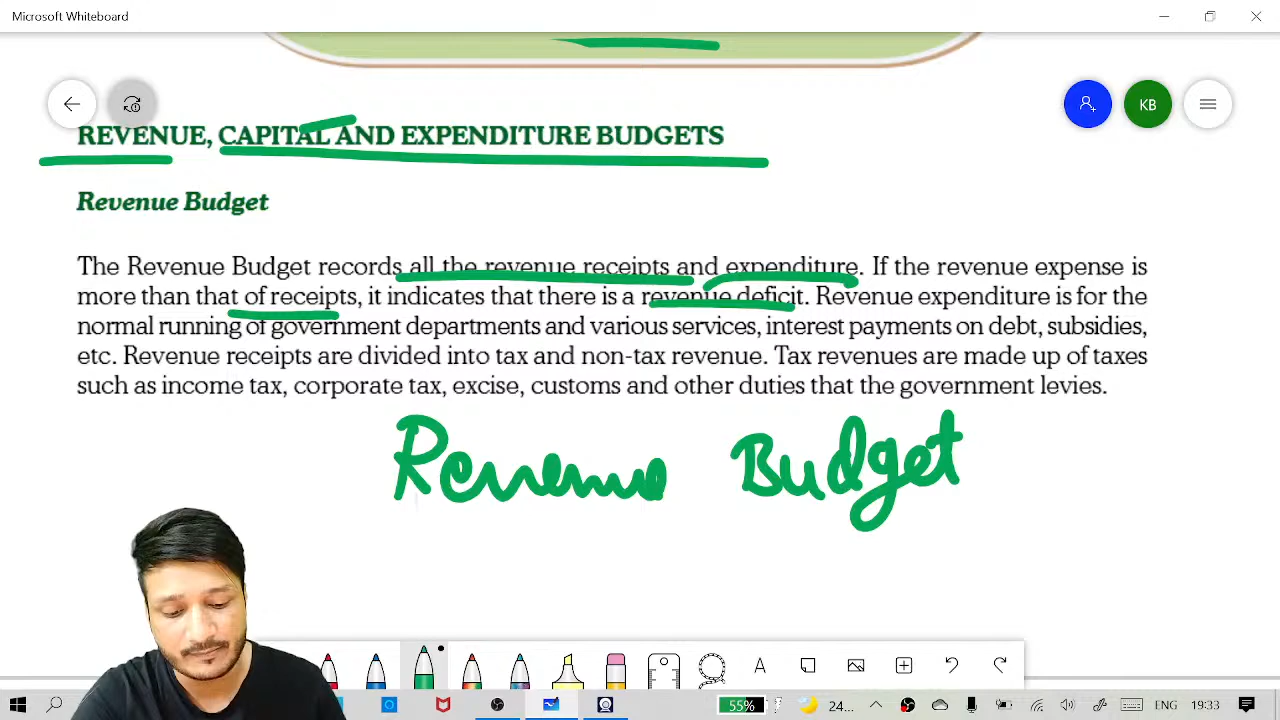 Microsoft Whiteboard
KB
REVENUE, CAPITAL AND EXPENDITURE BUDGETS
Revenue Budget
The Revenue Budget records all the revenue receipts and expenditure. If the revenue expense is
more than that of receipts, it indicates that there is a revenue deficit. Revenue expenditure is for the
normal running of government departments and various services, interest payments on debt, subsidies,
etc. Revenue receipts are divided into tax and non-tax revenue. Tax revenues are made up of taxes
such as income tax, corporate tax, excise, customs and other duties that the government levies.
Revenue Budget
A
55% 24... ENG 19:33